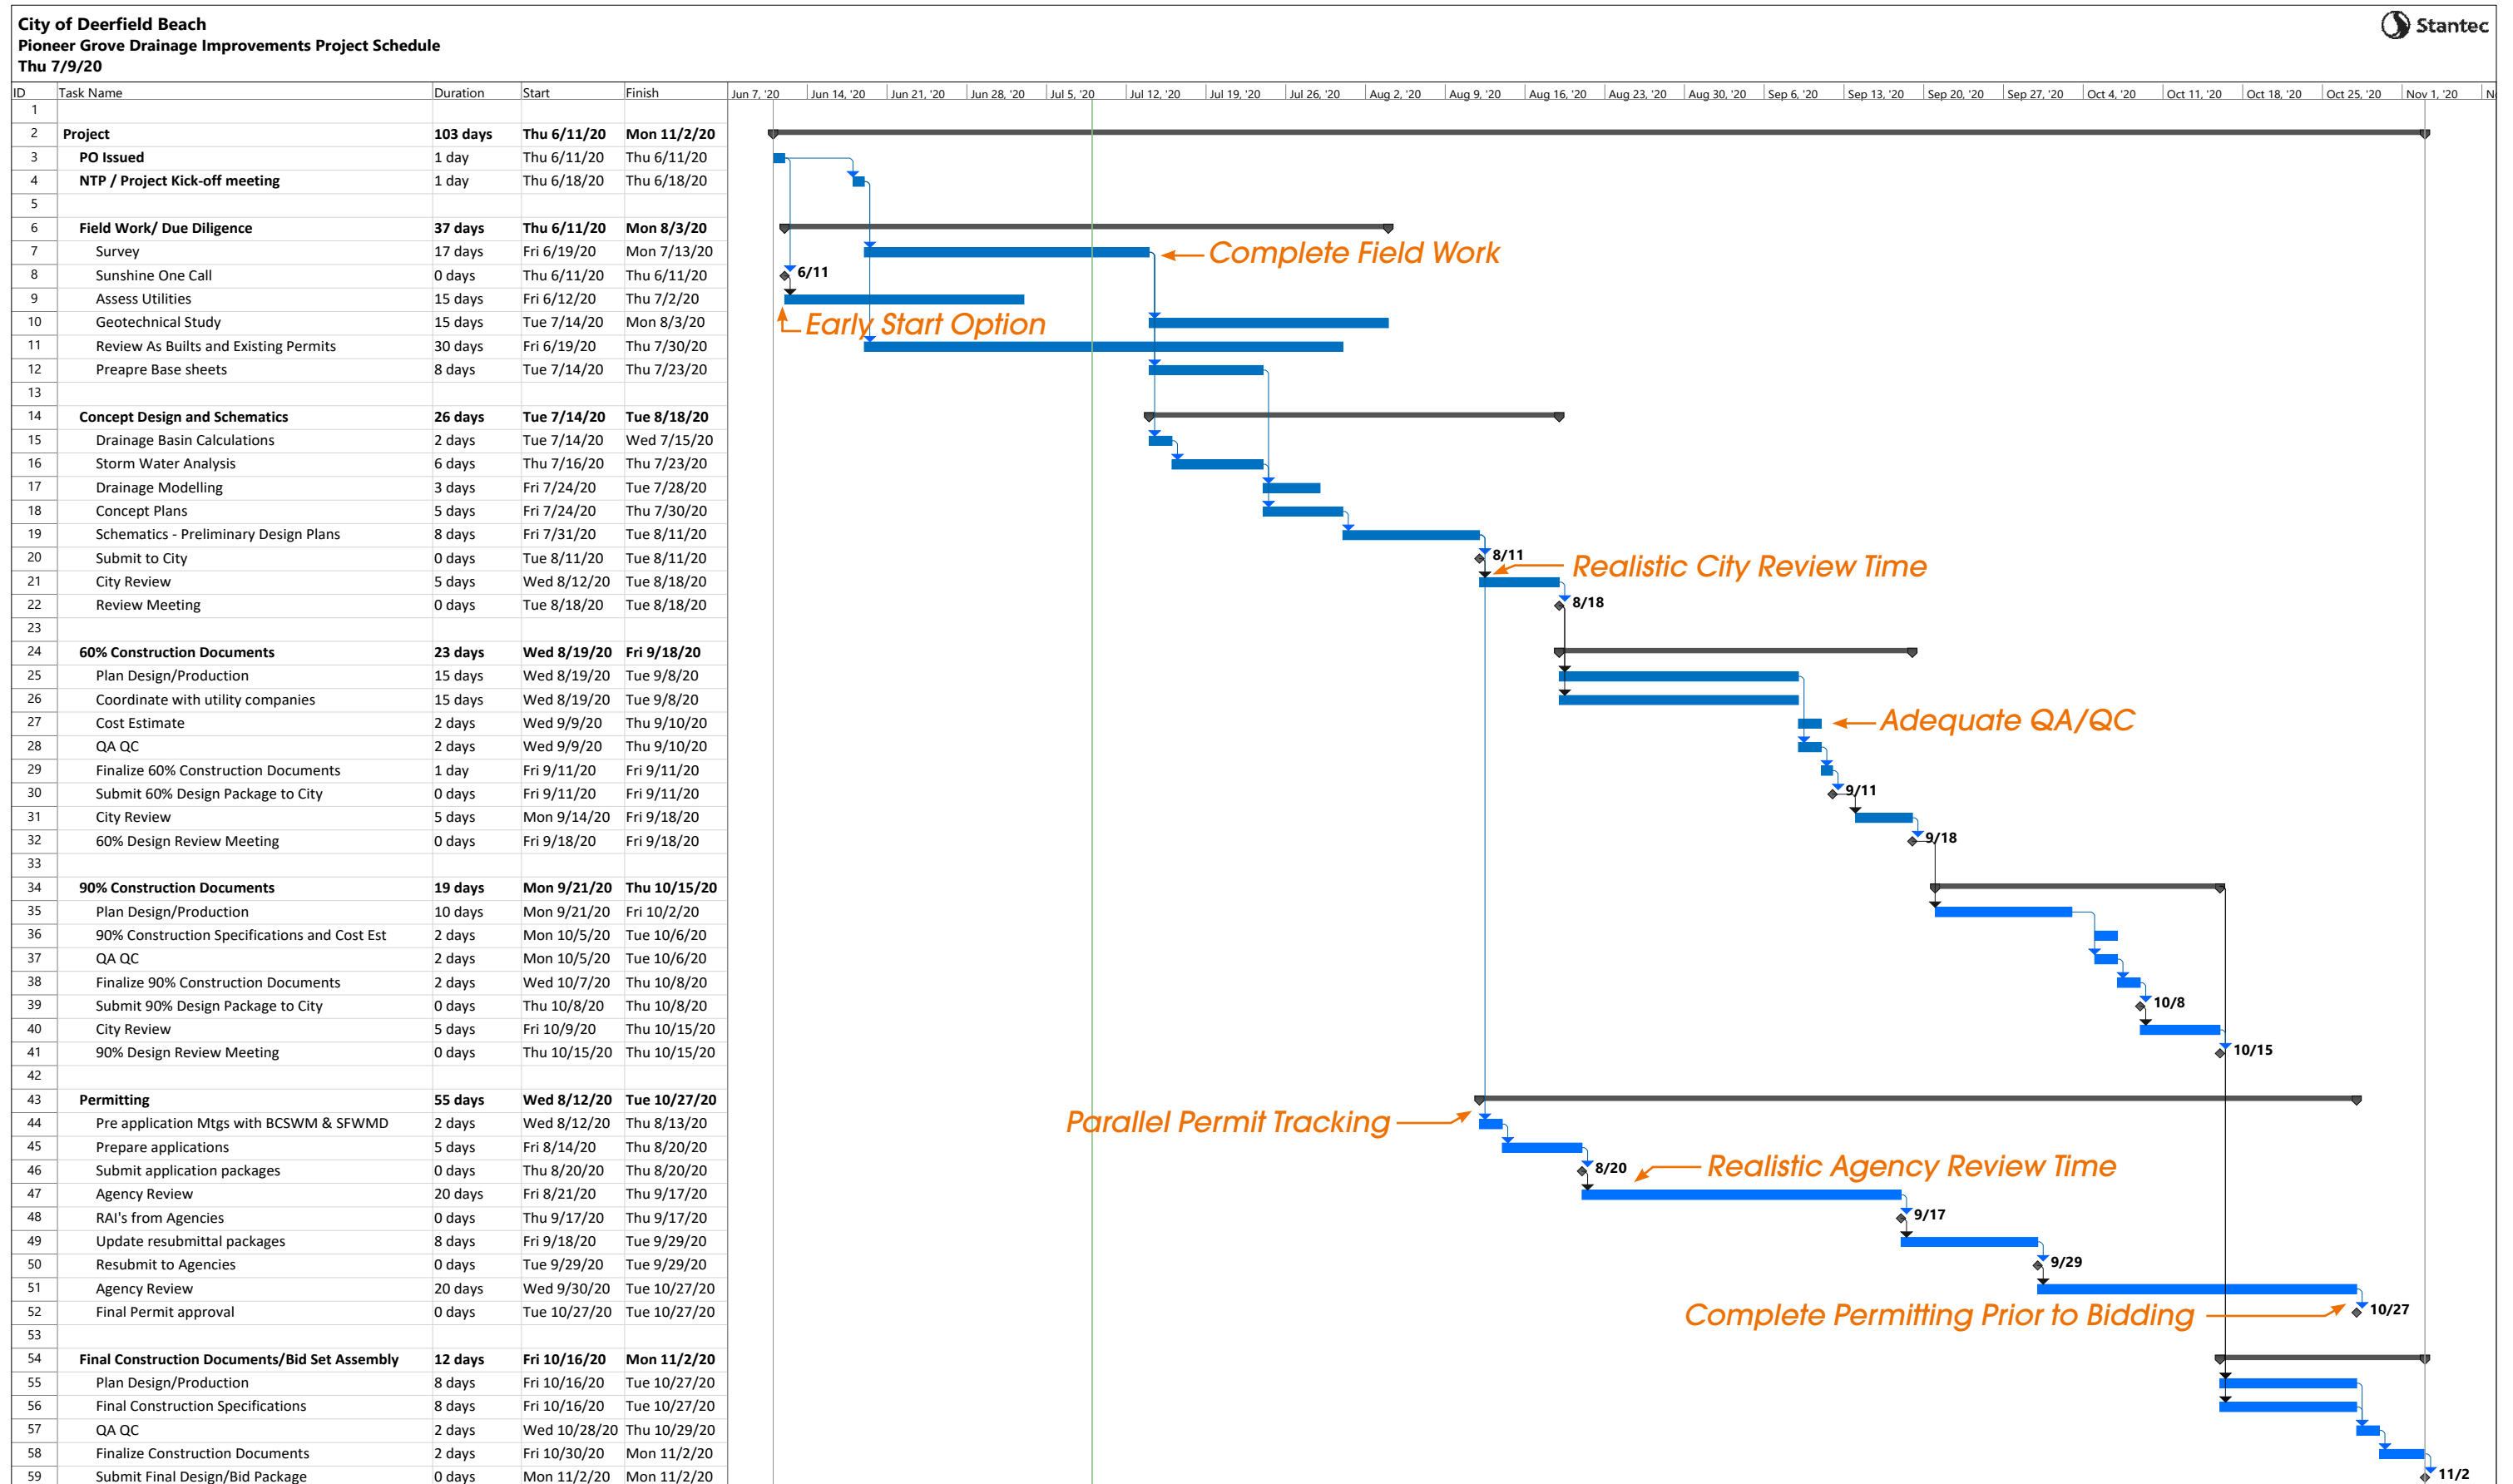 City of Deerfield Beach
Pioneer Grove Drainage Improvements Project Schedule
Thu 7/9/20
Stantec
ID Task Name Duration Start Finish Jun 7, '20 Jun 14, '20 Jun 21, '20 Jun 28, '20 Jul 5, '20 Jul 12, '20 Jul 19, '20 Jul 26, '20 Aug 2, '20 Aug 9, '20 Aug 16, '20 Aug 23, '20 Aug 30, '20 Sep 6, '20 Sep 13, '20 Sep 20, '20 Sep 27, '20 Oct 4, '20 Oct 11, '20 Oct 18, '20 Oct 25, '20 Nov 1, '20
1
2 Project 103 days Thu 6/11/20 Mon 11/2/20
3 PO Issued 1 day Thu 6/11/20 Thu 6/11/20
4 NTP / Project Kick-off meeting 1 day Thu 6/18/20 Thu 6/18/20
5
6 Field Work/ Due Diligence 37 days Thu 6/11/20 Mon 8/3/20
7 Survey 17 days Fri 6/19/20 Mon 7/13/20 Complete Field Work
8 Sunshine One Call 0 days Thu 6/11/20 Thu 6/11/20 6/11
9 Assess Utilities 15 days Fri 6/12/20 Thu 7/2/20
10 Geotechnical Study 15 days Tue 7/14/20 Mon 8/3/20 Early Start Option
11 Review As Builts and Existing Permits 30 days Fri 6/19/20 Thu 7/30/20
12 Preapre Base sheets 8 days Tue 7/14/20 Thu 7/23/20
13
14 Concept Design and Schematics 26 days Tue 7/14/20 Tue 8/18/20
15 Drainage Basin Calculations 2 days Tue 7/14/20 Wed 7/15/20
16 Storm Water Analysis 6 days Thu 7/16/20 Thu 7/23/20
17 Drainage Modelling 3 days Fri 7/24/20 Tue 7/28/20
18 Concept Plans 5 days Fri 7/24/20 Thu 7/30/20
19 Schematics - Preliminary Design Plans 8 days Fri 7/31/20 Tue 8/11/20
20 Submit to City 0 days Tue 8/11/20 Tue 8/11/20 8/11
21 City Review 5 days Wed 8/12/20 Tue 8/18/20 Realistic City Review Time
22 Review Meeting 0 days Tue 8/18/20 Tue 8/18/20 8/18
23
24 60% Construction Documents 23 days Wed 8/19/20 Fri 9/18/20
25 Plan Design/Production 15 days Wed 8/19/20 Tue 9/8/20
26 Coordinate with utility companies 15 days Wed 8/19/20 Tue 9/8/20
27 Cost Estimate 2 days Wed 9/9/20 Thu 9/10/20 Adequate QA/QC
28 QA QC 2 days Wed 9/9/20 Thu 9/10/20
29 Finalize 60% Construction Documents 1 day Fri 9/11/20 Fri 9/11/20
30 Submit 60% Design Package to City 0 days Fri 9/11/20 Fri 9/11/20 9/11
31 City Review 5 days Mon 9/14/20 Fri 9/18/20
32 60% Design Review Meeting 0 days Fri 9/18/20 Fri 9/18/20 9/18
33
34 90% Construction Documents 19 days Mon 9/21/20 Thu 10/15/20
35 Plan Design/Production 10 days Mon 9/21/20 Fri 10/2/20
36 90% Construction Specifications and Cost Est 2 days Mon 10/5/20 Tue 10/6/20
37 QA QC 2 days Mon 10/5/20 Tue 10/6/20
38 Finalize 90% Construction Documents 2 days Wed 10/7/20 Thu 10/8/20
39 Submit 90% Design Package to City 0 days Thu 10/8/20 Thu 10/8/20 10/8
40 City Review 5 days Fri 10/9/20 Thu 10/15/20
41 90% Design Review Meeting 0 days Thu 10/15/20 Thu 10/15/20 10/15
42
43 Permitting 55 days Wed 8/12/20 Tue 10/27/20
44 Pre application Mtgs with BCSWM & SFWMD 2 days Wed 8/12/20 Thu 8/13/20 Parallel Permit Tracking
45 Prepare applications 5 days Fri 8/14/20 Thu 8/20/20
46 Submit application packages 0 days Thu 8/20/20 Thu 8/20/20 8/20 Realistic Agency Review Time
47 Agency Review 20 days Fri 8/21/20 Thu 9/17/20
48 RAI's from Agencies 0 days Thu 9/17/20 Thu 9/17/20 9/17
49 Update resubmittal packages 8 days Fri 9/18/20 Tue 9/29/20
50 Resubmit to Agencies 0 days Tue 9/29/20 Tue 9/29/20 9/29
51 Agency Review 20 days Wed 9/30/20 Tue 10/27/20
52 Final Permit approval 0 days Tue 10/27/20 Tue 10/27/20 Complete Permitting Prior to Bidding 10/27
53
54 Final Construction Documents/Bid Set Assembly 12 days Fri 10/16/20 Mon 11/2/20
55 Plan Design/Production 8 days Fri 10/16/20 Tue 10/27/20
56 Final Construction Specifications 8 days Fri 10/16/20 Tue 10/27/20
57 QA QC 2 days Wed 10/28/20 Thu 10/29/20
58 Finalize Construction Documents 2 days Fri 10/30/20 Mon 11/2/20
59 Submit Final Design/Bid Package 0 days Mon 11/2/20 Mon 11/2/20 11/2